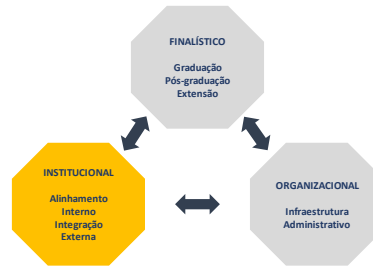 FINALÍSTICO
Graduação
Pós-graduação
Extensão
INSTITUCIONAL
Alinhamento
Interno
Integração
Externa
ORGANIZACIONAL
Infraestrutura
Administrativo